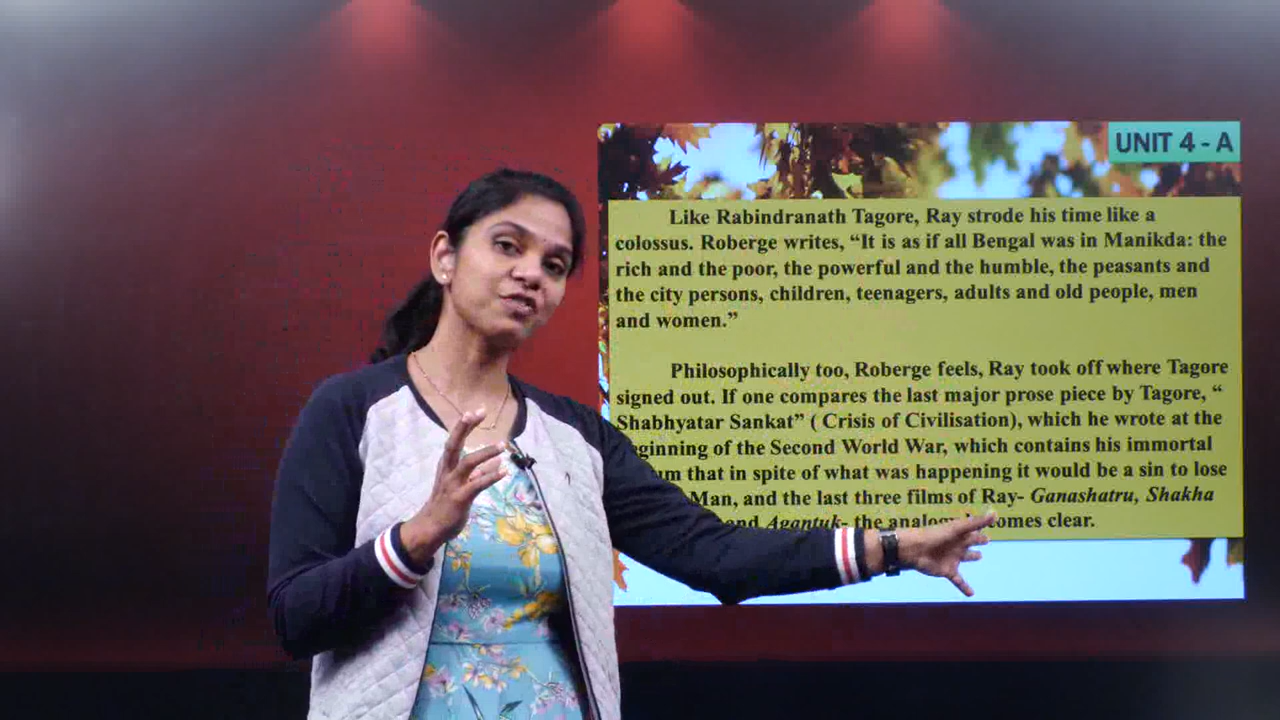 UNIT 4 - A
Like Rabindranath Tagore, Ray strode his time like a
colossus. Roberge writes, “It is as if all Bengal was in Manikda: the
rich and the poor, the powerful and the humble, the peasants and
the city persons, children, teenagers, adults and old people, men
and women.”
Philosophically too, Roberge feels, Ray took off where Tagore
signed out. If one compares the last major prose piece by Tagore, “
Shabhyatar Sankat” ( Crisis of Civilisation), which he wrote at the
of the Second World War, which contains his immortal
that in spite of what was happening it would be a sin to lose
Man, and the last three films of Ray- Ganashatru, Shakha
and Agantuk- the clear.